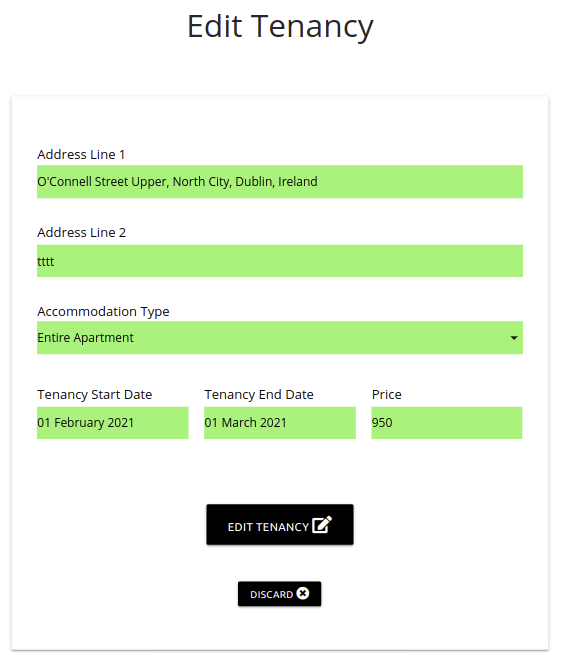 Edit Tenancy
Address Line 1
O'Connell Street Upper, North City, Dublin, Ireland
Address Line 2
tttt
Accommodation Type
Entire Apartment
Tenancy Start Date Tenancy End Date Price
01 February 2021 01 March 2021 950
EDIT TENANCY
DISCARD